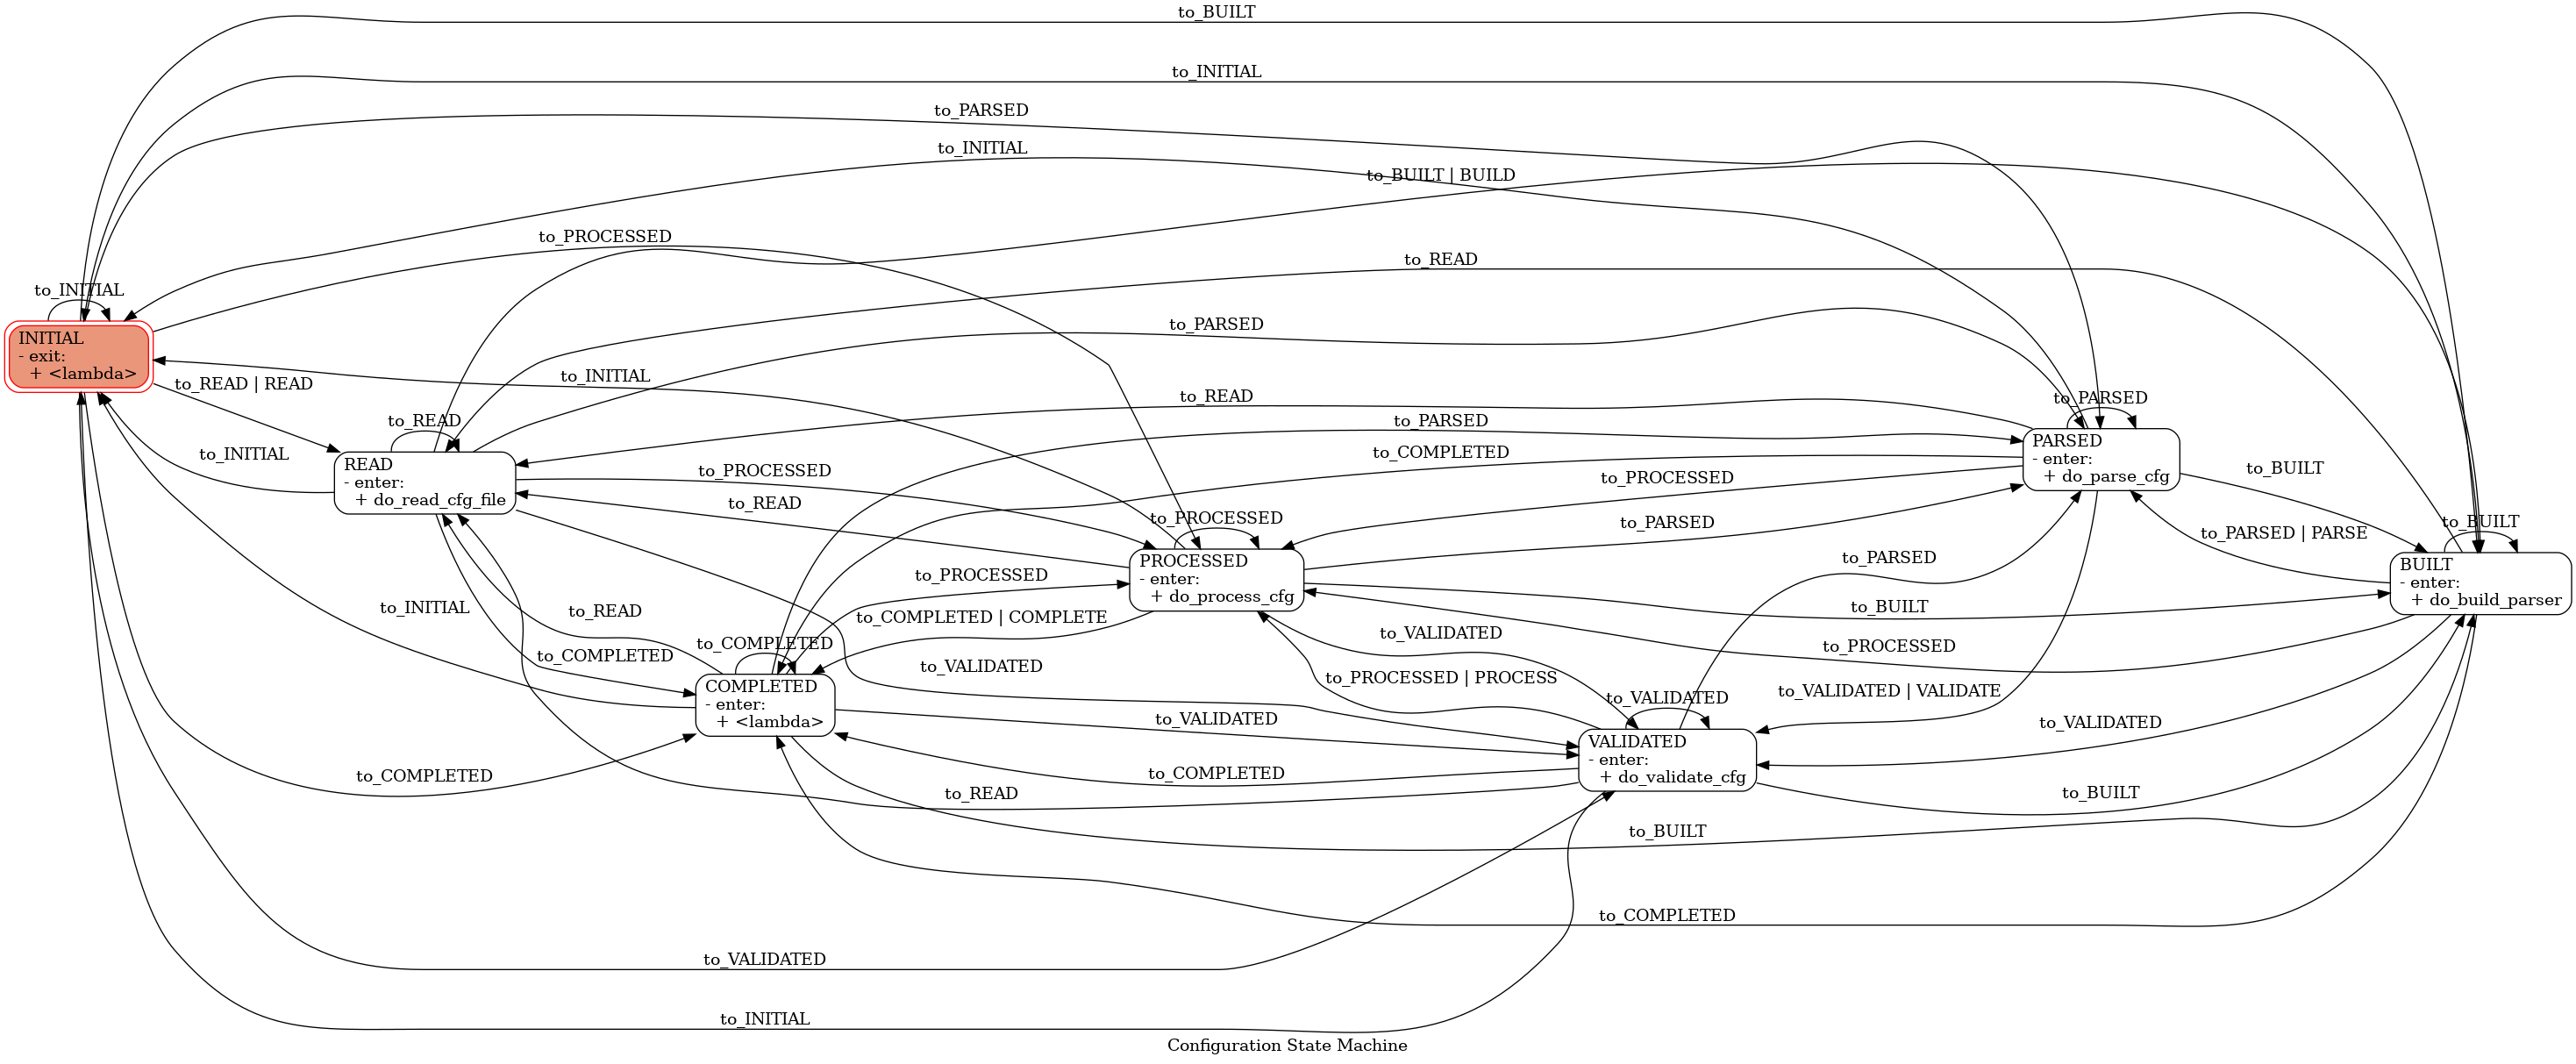 to_BUILT
to_INITIAL
to_PARSED
to_INITIAL
to_BUILT | BUILD
to_PROCESSED
to_READ
to_INITIAL
to_PARSED
INITIAL
- exit:
+ <lambda>
to_INITIAL
to_READ | READ
to_READ
to_READ
to_PARSED
to_PARSED
to_INITIAL
READ
- enter:
+ do_read_cfg_file
to_COMPLETED
PARSED
- enter:
+ do_parse_cfg
to_PROCESSED
to_PROCESSED
to_BUILT
to_READ
to_PROCESSED
to_PARSED
to_PARSED | PARSE
to_BUILT
PROCESSED
- enter:
+ do_process_cfg
to_PARSED
BUILT
- enter:
+ do_build_parser
to_PROCESSED
to_INITIAL
to_READ
to_COMPLETED | COMPLETE
to_BUILT
to_VALIDATED
to_COMPLETED
to_COMPLETED
to_VALIDATED
to_PROCESSED
COMPLETED
- enter:
+ <lambda>
to_PROCESSED | PROCESS
to_VALIDATED
to_VALIDATED | VALIDATE
to_VALIDATED
to_VALIDATED
VALIDATED
- enter:
+ do_validate_cfg
to_COMPLETED
to_COMPLETED
to_READ
to_BUILT
to_BUILT
to_COMPLETED
to_VALIDATED
to_INITIAL
Configuration State Machine